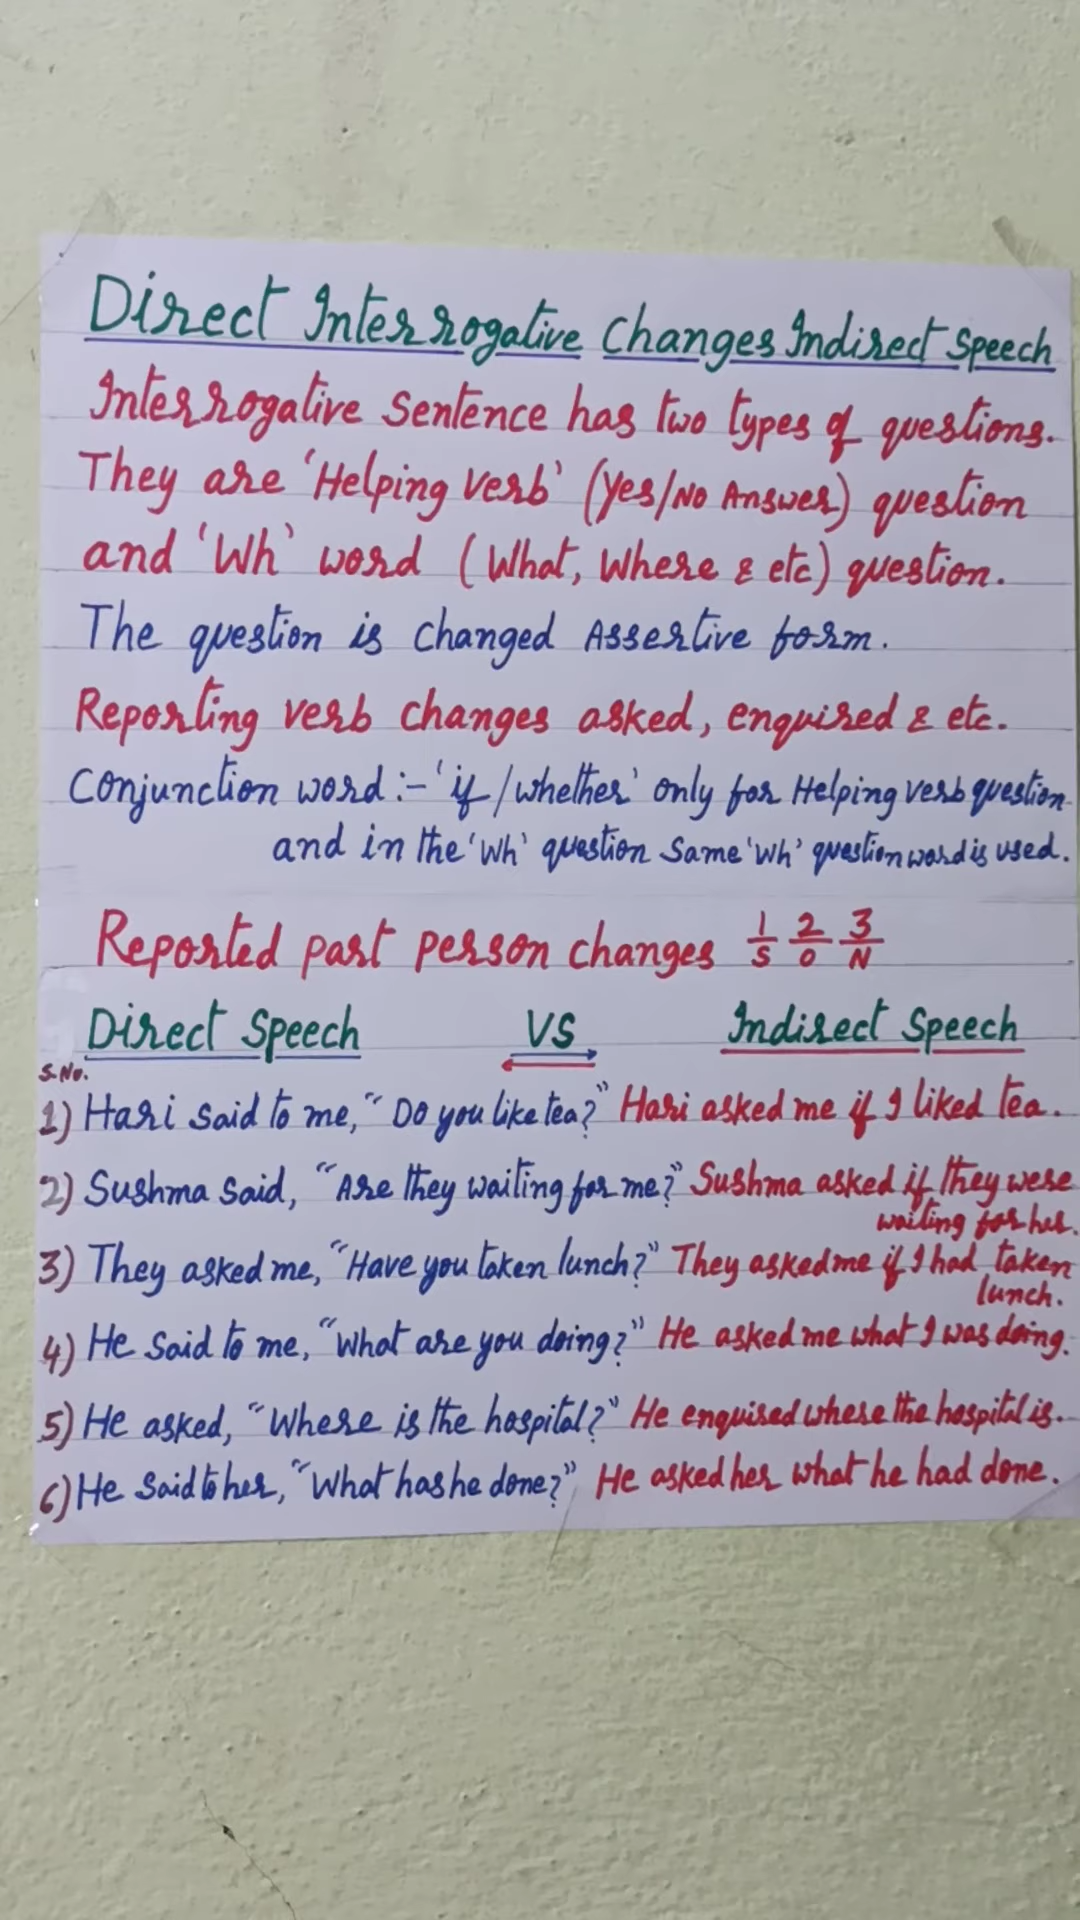 Direct Interrogative Changes Indirect Speech
Interrogative Sentence has two types of questions.
They are 'Helping verb' (Yes/No Answer) question
and 'Wh' word (What, Where & etc) question.
The question is changed Assertive form.
Reporting verb changes asked, enquired & etc.
Conjunction word:- 'if/whether' only for Helping verb question
and in the 'Wh' question same 'Wh' question word is used.
Reported part person changes 1/S 2/O 3/N
Direct Speech VS Indirect Speech
S.No.
1) Hari said to me, "Do you like tea?" Hari asked me if I liked tea.
2) Sushma said, "Are they waiting for me?" Sushma asked if they were
waiting for her.
3) They asked me, "Have you taken lunch?" They asked me if I had taken
lunch.
4) He said to me, "What are you doing?" He asked me what I was doing.
5) He asked, "Where is the hospital?" He enquired where the hospital is.
6) He said to her, "What has he done?" He asked her what he had done.